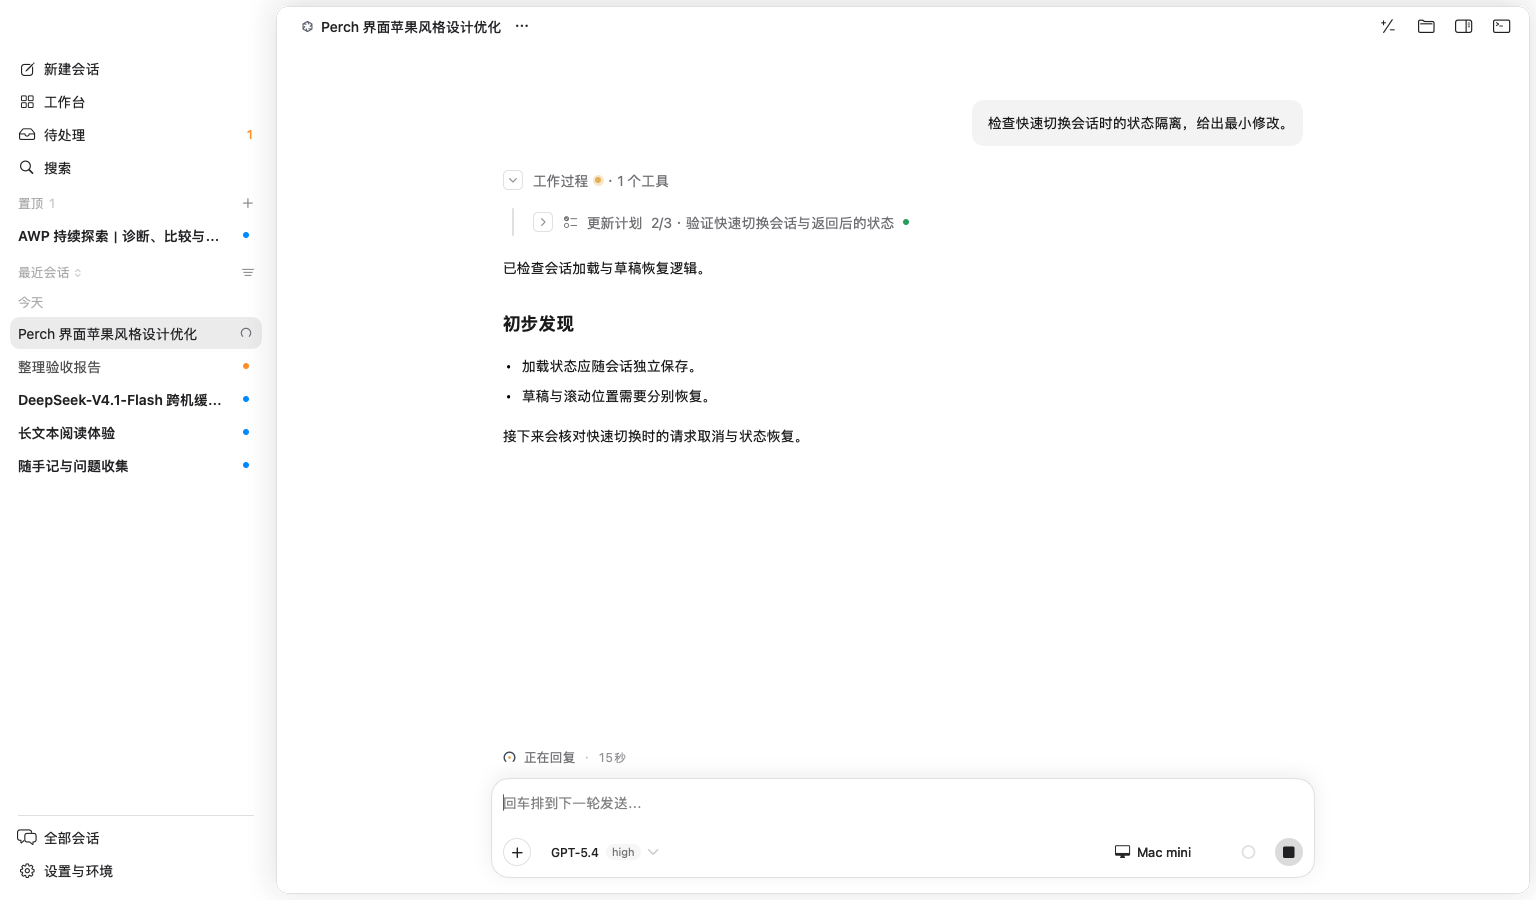 新建会话
工作台
待处理 1
搜索
置顶 1
AWP 持续探索 | 诊断、比较与...
最近会话
今天
Perch 界面苹果风格设计优化
整理验收报告
DeepSeek-V4.1-Flash 跨机缓...
长文本阅读体验
随手记与问题收集
全部会话
设置与环境
Perch 界面苹果风格设计优化 ...
检查快速切换会话时的状态隔离，给出最小修改。
工作过程 · 1 个工具
更新计划 2/3 · 验证快速切换会话与返回后的状态
已检查会话加载与草稿恢复逻辑。
初步发现
• 加载状态应随会话独立保存。
• 草稿与滚动位置需要分别恢复。
接下来会核对快速切换时的请求取消与状态恢复。
正在回复 · 15秒
回车排到下一轮发送...
GPT-5.4 high Mac mini